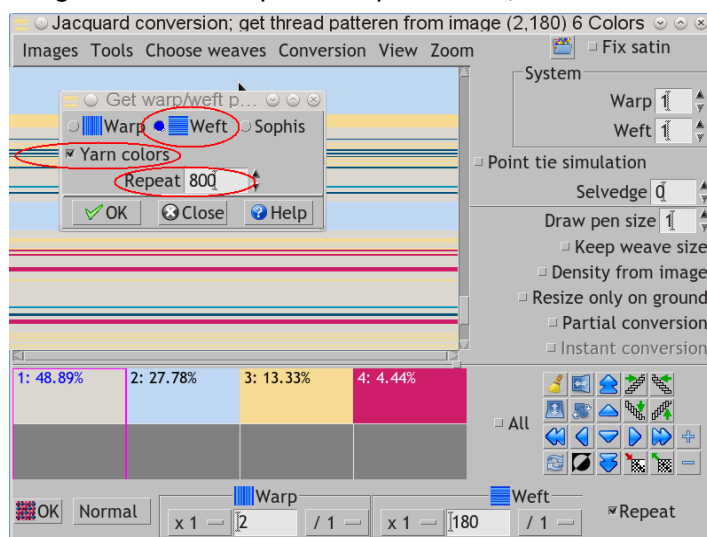 Jacquard conversion; get thread patteren from image (2,180) 6 Colors
Images Tools Choose weaves Conversion View Zoom
Fix satin
System
Warp 1
Weft 1
Point tie simulation
Selvedge 0
Draw pen size 1
Keep weave size
Density from image
Resize only on ground
Partial conversion
Instant conversion
Get warp/weft p...
Warp Weft Sophis
Yarn colors
Repeat 800
OK Close Help
1: 48.89% 2: 27.78% 3: 13.33% 4: 4.44%
All
Warp Weft
OK Normal x 1 2 / 1 x 1 180 / 1 Repeat